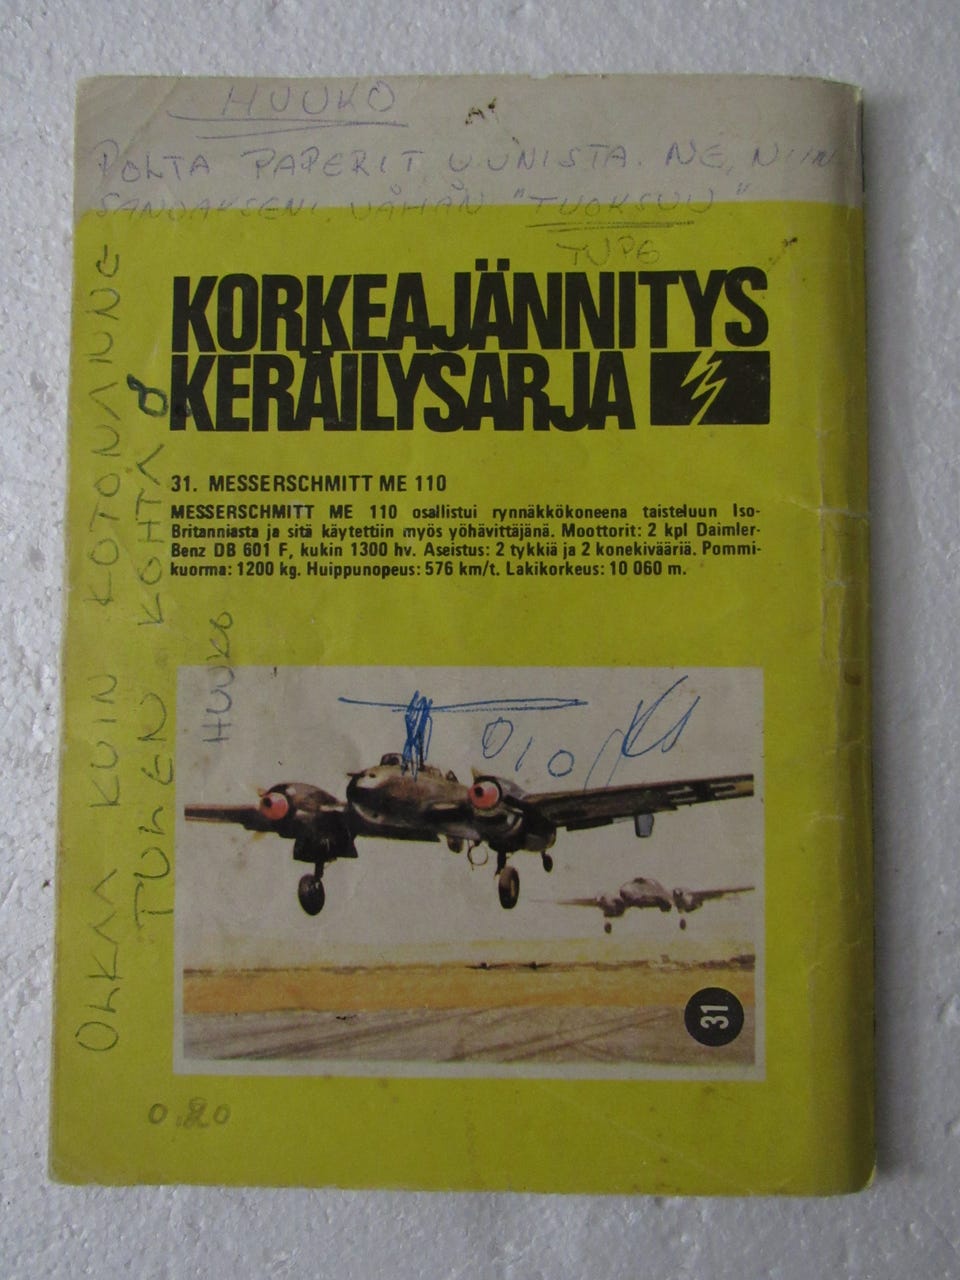 HUUKO
POLTA PAPERIT UUNISTA. NE, NIIN
SANOAKSENI, VÄHÄN "TUOKSUU"
TUPE
KORKEAJÄNNITYS
KERÄILYSARJA
31. MESSERSCHMITT ME 110
MESSERSCHMITT ME 110 osallistui rynnäkkökoneena taisteluun Iso-
Britanniasta ja sitä käytettiin myös yöhävittäjänä. Moottorit: 2 kpl Daimler-
Benz DB 601 F, kukin 1300 hv. Aseistus: 2 tykkiä ja 2 konekivääriä. Pommi-
kuorma: 1200 kg. Huippunopeus: 576 km/t. Lakikorkeus: 10 060 m.
OLKAA KUIN KOTONANNE
TULEN KOHTA
HUUKO
31